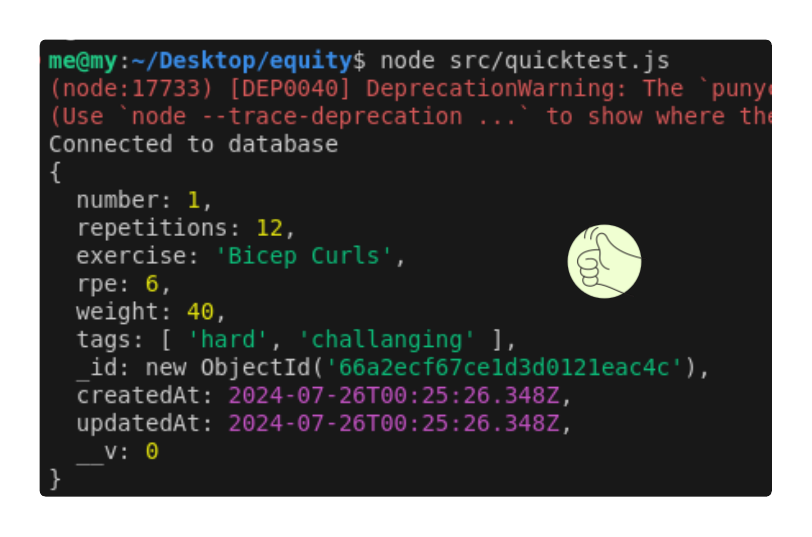 me@my:~/Desktop/equity$ node src/quicktest.js
(node:17733) [DEP0040] DeprecationWarning: The `puny
(Use `node --trace-deprecation ...` to show where the
Connected to database
{
  number: 1,
  repetitions: 12,
  exercise: 'Bicep Curls',
  rpe: 6,
  weight: 40,
  tags: [ 'hard', 'challanging' ],
  _id: new ObjectId('66a2ecf67ce1d3d0121eac4c'),
  createdAt: 2024-07-26T00:25:26.348Z,
  updatedAt: 2024-07-26T00:25:26.348Z,
  __v: 0
}